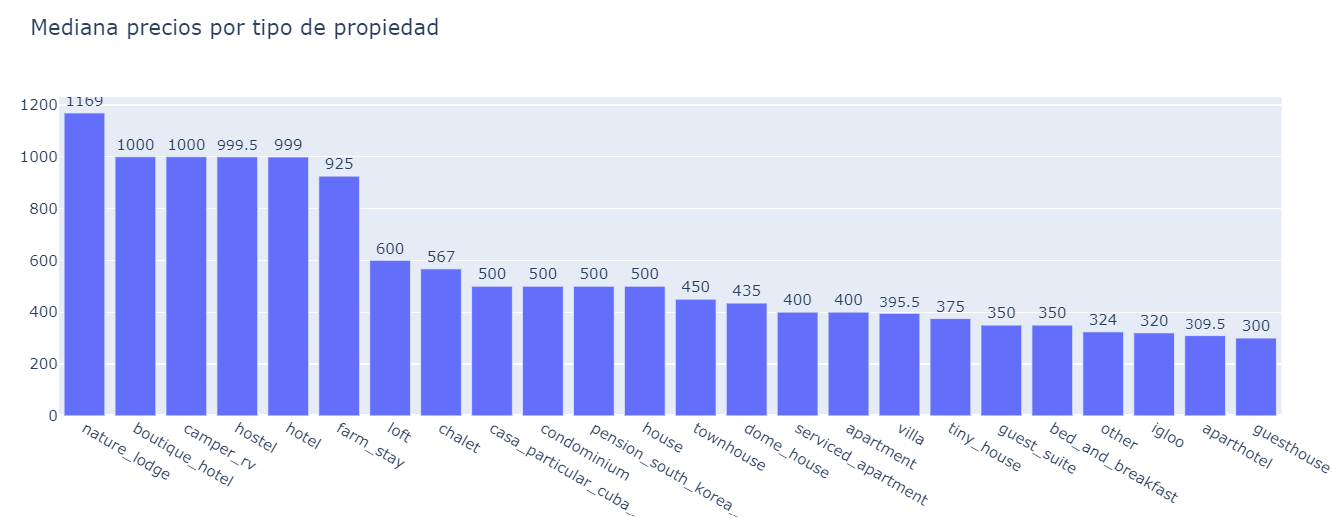 Mediana precios por tipo de propiedad
1200
1000
800
600
400
200
0
1169
1000
1000
999.5
999
925
600
567
500
500
500
500
450
435
400
400
395.5
375
350
350
324
320
309.5
300
nature_lodge
boutique_hotel
camper_rv
hostel
hotel
farm_stay
loft
chalet
casa_particular_cuba_
condominium
pension_south_korea_
house
townhouse
dome_house
serviced_apartment
apartment
villa
tiny_house
guest_suite
bed_and_breakfast
other
igloo
aparthotel
guesthouse